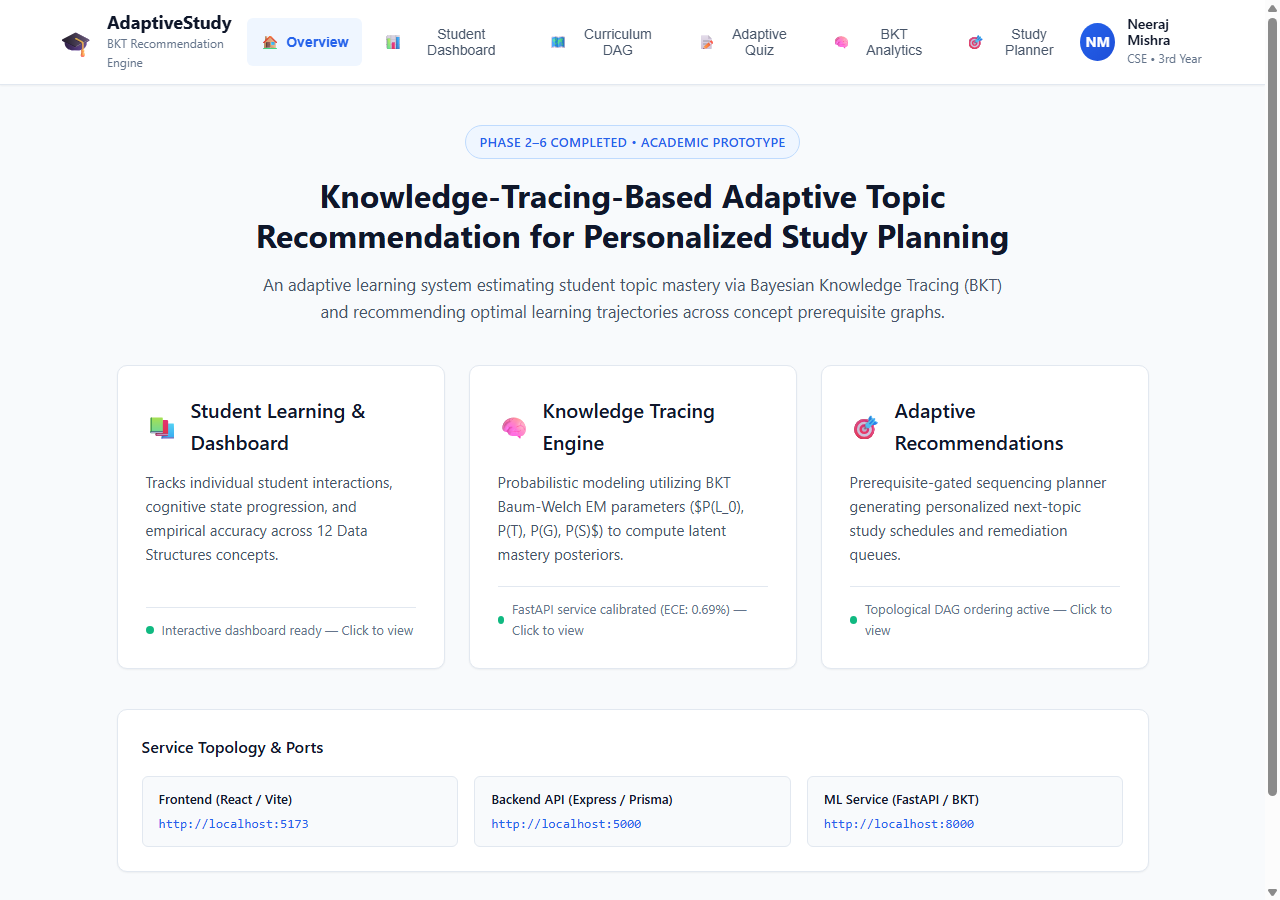 AdaptiveStudy
BKT Recommendation
Engine
Overview
Student
Dashboard
Curriculum
DAG
Adaptive
Quiz
BKT
Analytics
Study
Planner
NM
Neeraj
Mishra
CSE • 3rd Year
PHASE 2–6 COMPLETED • ACADEMIC PROTOTYPE
Knowledge-Tracing-Based Adaptive Topic
Recommendation for Personalized Study Planning
An adaptive learning system estimating student topic mastery via Bayesian Knowledge Tracing (BKT)
and recommending optimal learning trajectories across concept prerequisite graphs.
Student Learning &
Dashboard
Tracks individual student interactions,
cognitive state progression, and
empirical accuracy across 12 Data
Structures concepts.
Interactive dashboard ready — Click to view
Knowledge Tracing
Engine
Probabilistic modeling utilizing BKT
Baum-Welch EM parameters ($P(L_0),
P(T), P(G), P(S)$) to compute latent
mastery posteriors.
FastAPI service calibrated (ECE: 0.69%) —
Click to view
Adaptive
Recommendations
Prerequisite-gated sequencing planner
generating personalized next-topic
study schedules and remediation
queues.
Topological DAG ordering active — Click to
view
Service Topology & Ports
Frontend (React / Vite)
http://localhost:5173
Backend API (Express / Prisma)
http://localhost:5000
ML Service (FastAPI / BKT)
http://localhost:8000